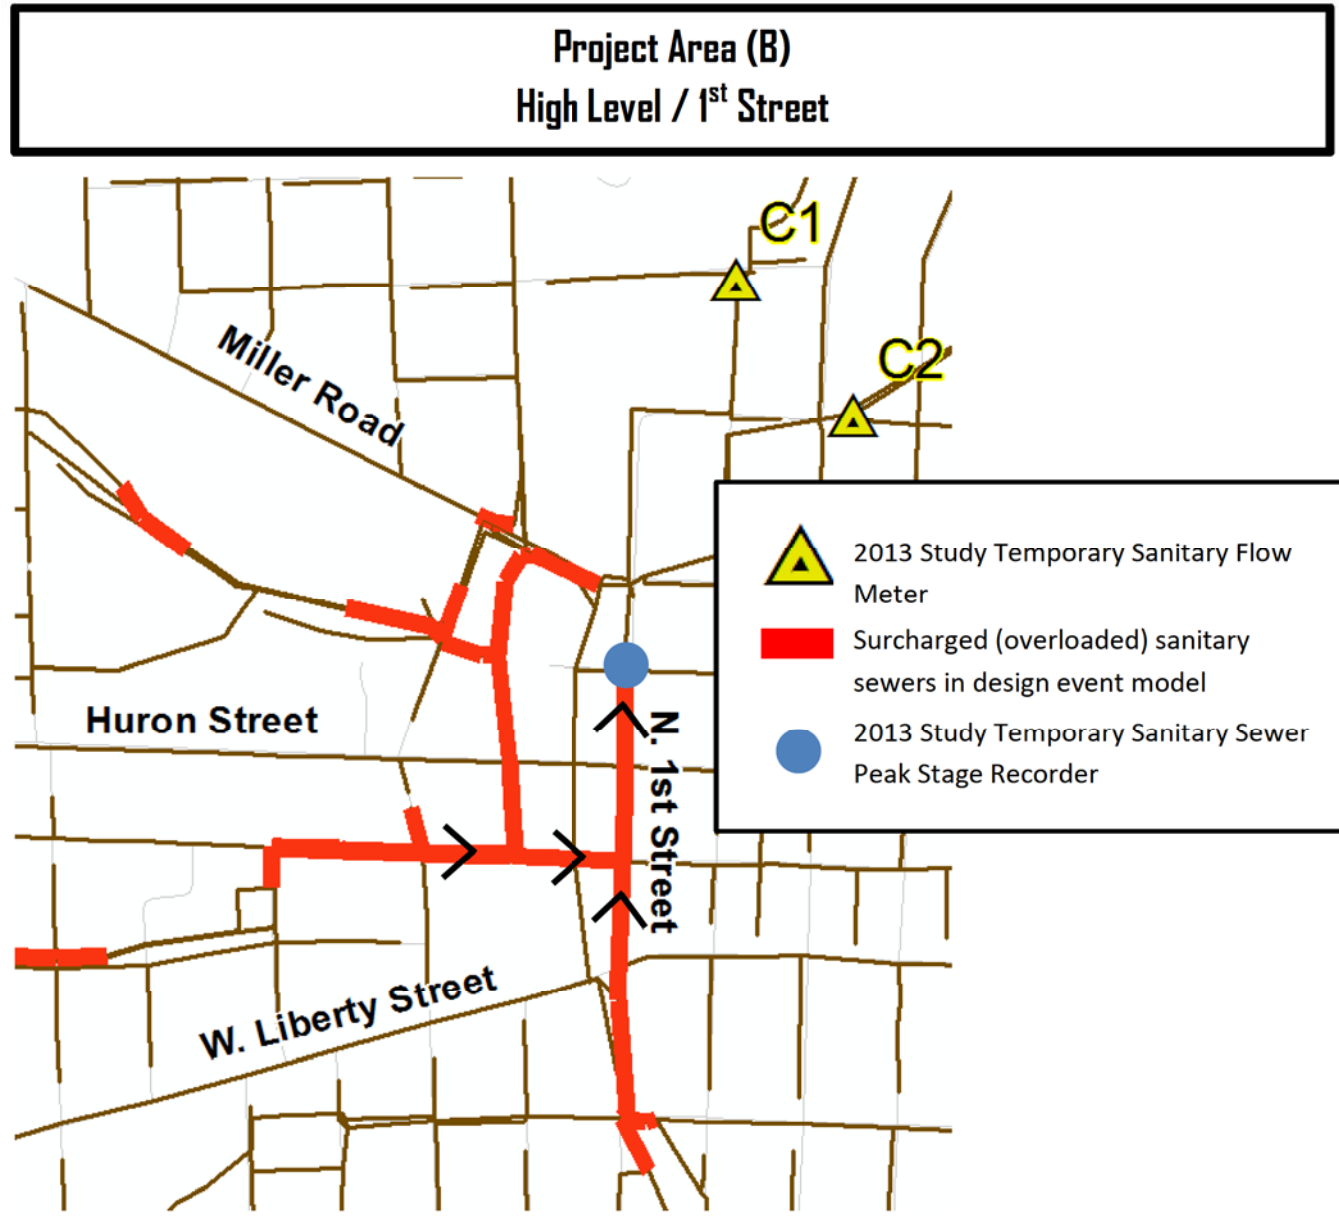 Project Area (B)
High Level / 1st Street
C1
Miller Road
C2
2013 Study Temporary Sanitary Flow
Meter
Surcharged (overloaded) sanitary
sewers in design event model
2013 Study Temporary Sanitary Sewer
Peak Stage Recorder
Huron Street
N. 1st Street
W. Liberty Street